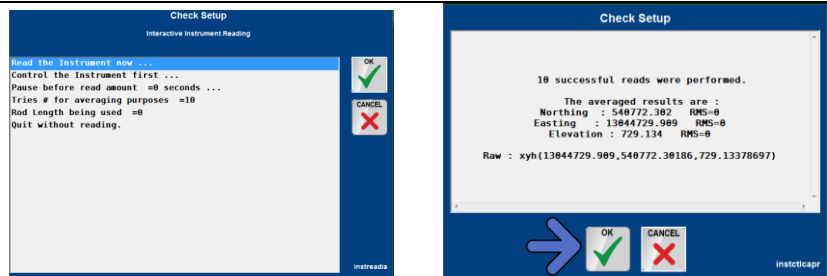 Check Setup
Interactive Instrument Reading
Read the Instrument now ...
Control the Instrument first ...
Pause before read amount =0 seconds ...
Tries # for averaging purposes =10
Rod Length being used =0
Quit without reading.
OK
CANCEL
instreadia
Check Setup
10 successful reads were performed.
The averaged results are :
Northing : 540772.302 RMS=0
Easting : 13044729.909 RMS=0
Elevation : 729.134 RMS=0
Raw : xyh(13044729.909,540772.30186,729.13378697)
OK
CANCEL
instctlcapr